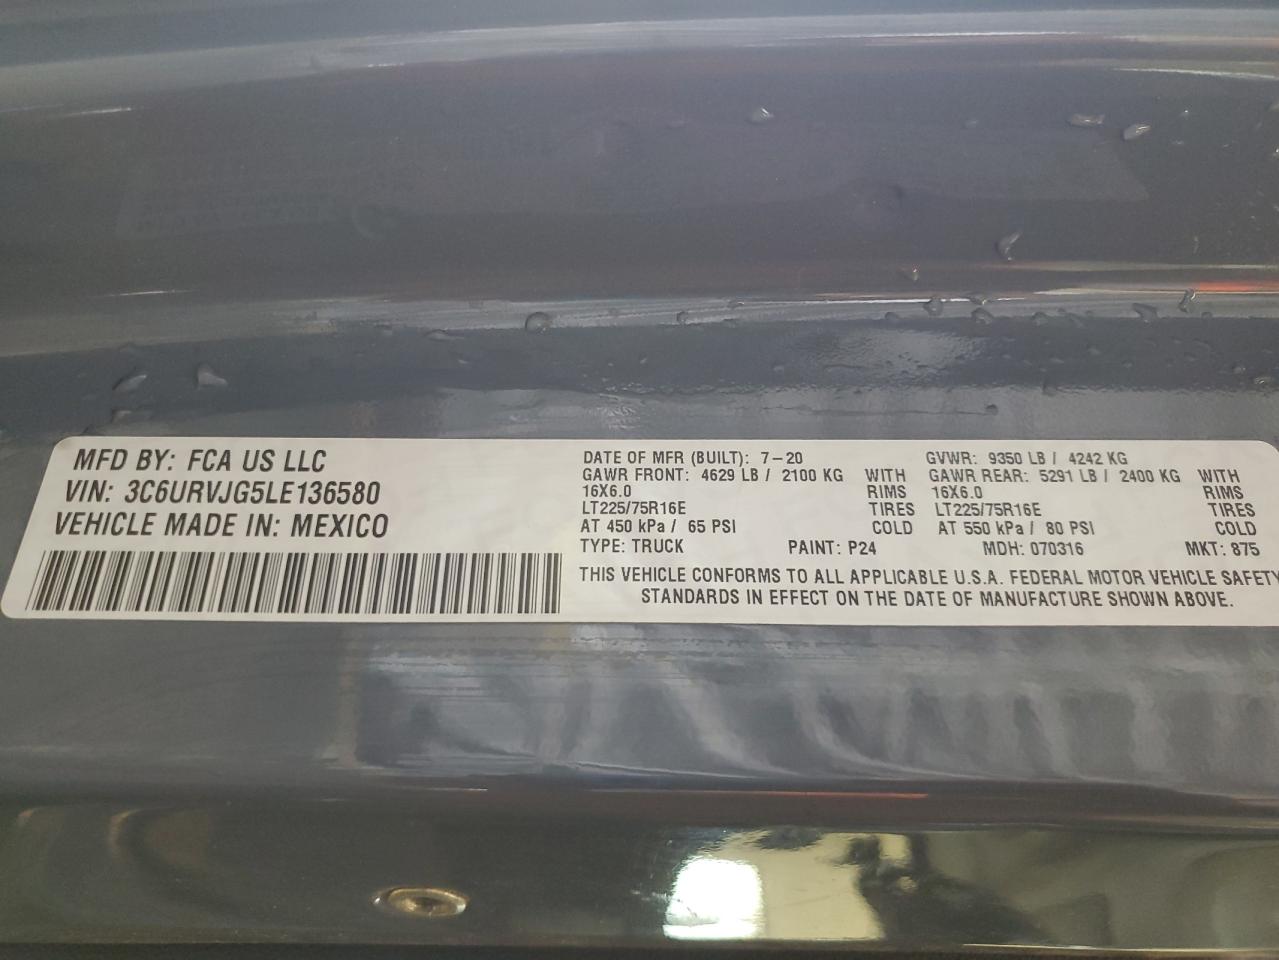 MFD BY: FCA US LLC
VIN: 3C6URVJG5LE136580
VEHICLE MADE IN: MEXICO
DATE OF MFR (BUILT): 7-20 GVWR: 9350 LB / 4242 KG
GAWR FRONT: 4629 LB / 2100 KG WITH GAWR REAR: 5291 LB / 2400 KG WITH
16X6.0 RIMS 16X6.0 RIMS
LT225/75R16E TIRES LT225/75R16E TIRES
AT 450 kPa / 65 PSI COLD AT 550 kPa / 80 PSI COLD
TYPE: TRUCK PAINT: P24 MDH: 070316 MKT: 875
THIS VEHICLE CONFORMS TO ALL APPLICABLE U.S.A. FEDERAL MOTOR VEHICLE SAFETY
STANDARDS IN EFFECT ON THE DATE OF MANUFACTURE SHOWN ABOVE.